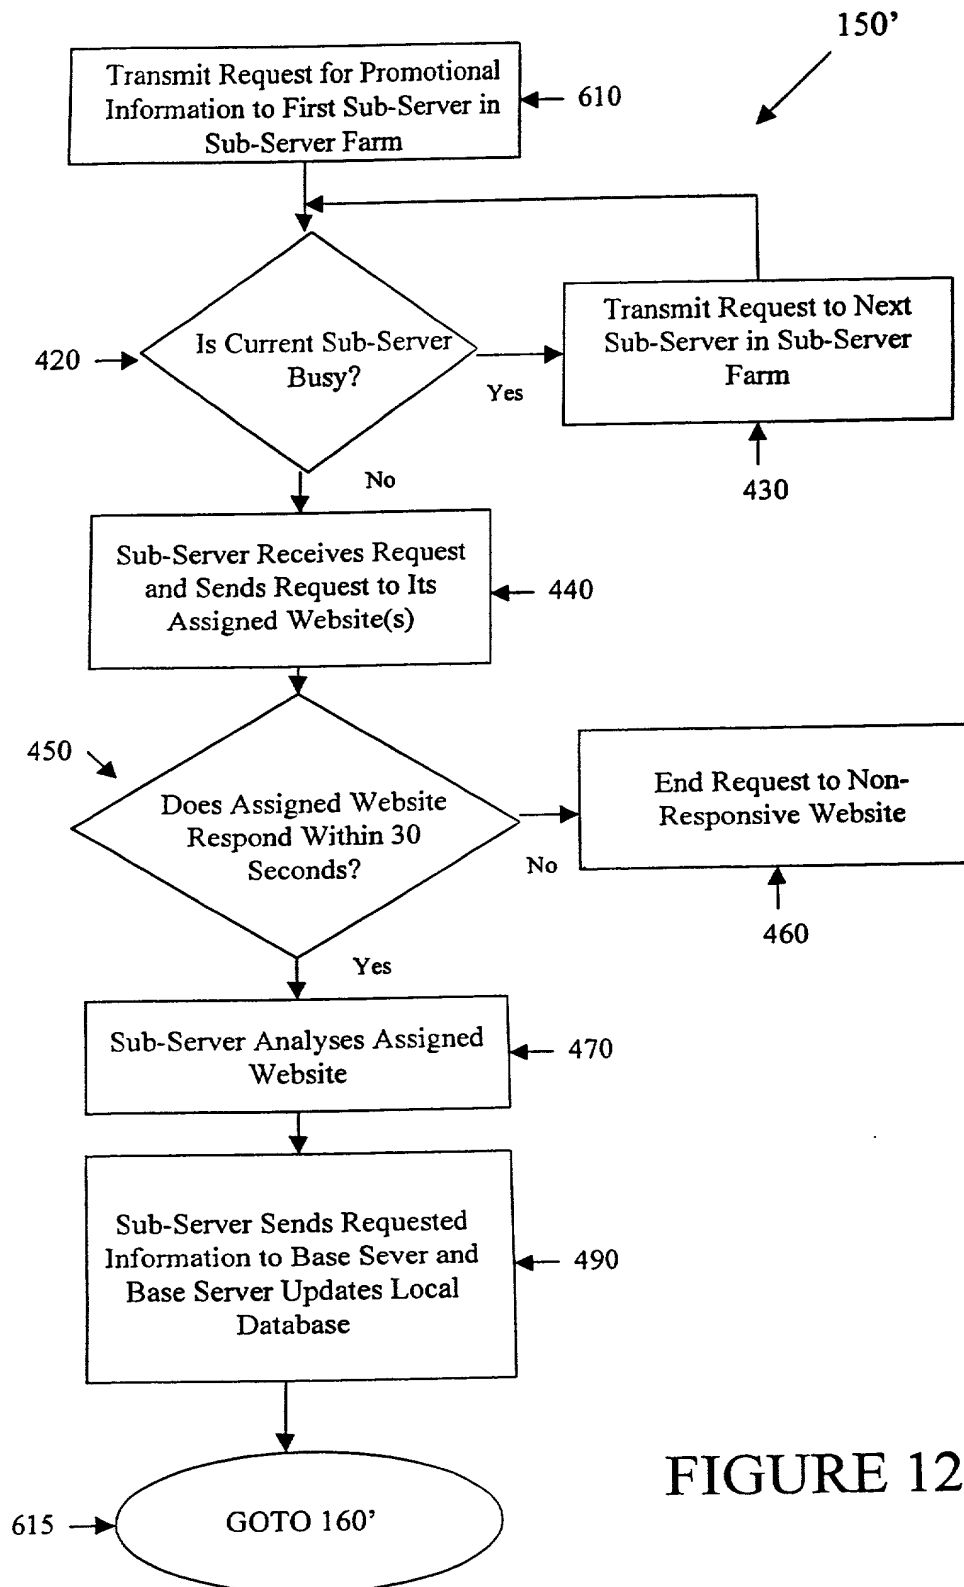 150'
Transmit Request for Promotional
Information to First Sub-Server in
Sub-Server Farm
610
Is Current Sub-Server
Busy?
420
Yes
Transmit Request to Next
Sub-Server in Sub-Server
Farm
430
No
Sub-Server Receives Request
and Sends Request to Its
Assigned Website(s)
440
450
Does Assigned Website
Respond Within 30
Seconds?
No
End Request to Non-
Responsive Website
460
Yes
Sub-Server Analyses Assigned
Website
470
Sub-Server Sends Requested
Information to Base Sever and
Base Server Updates Local
Database
490
GOTO 160'
615
FIGURE 12